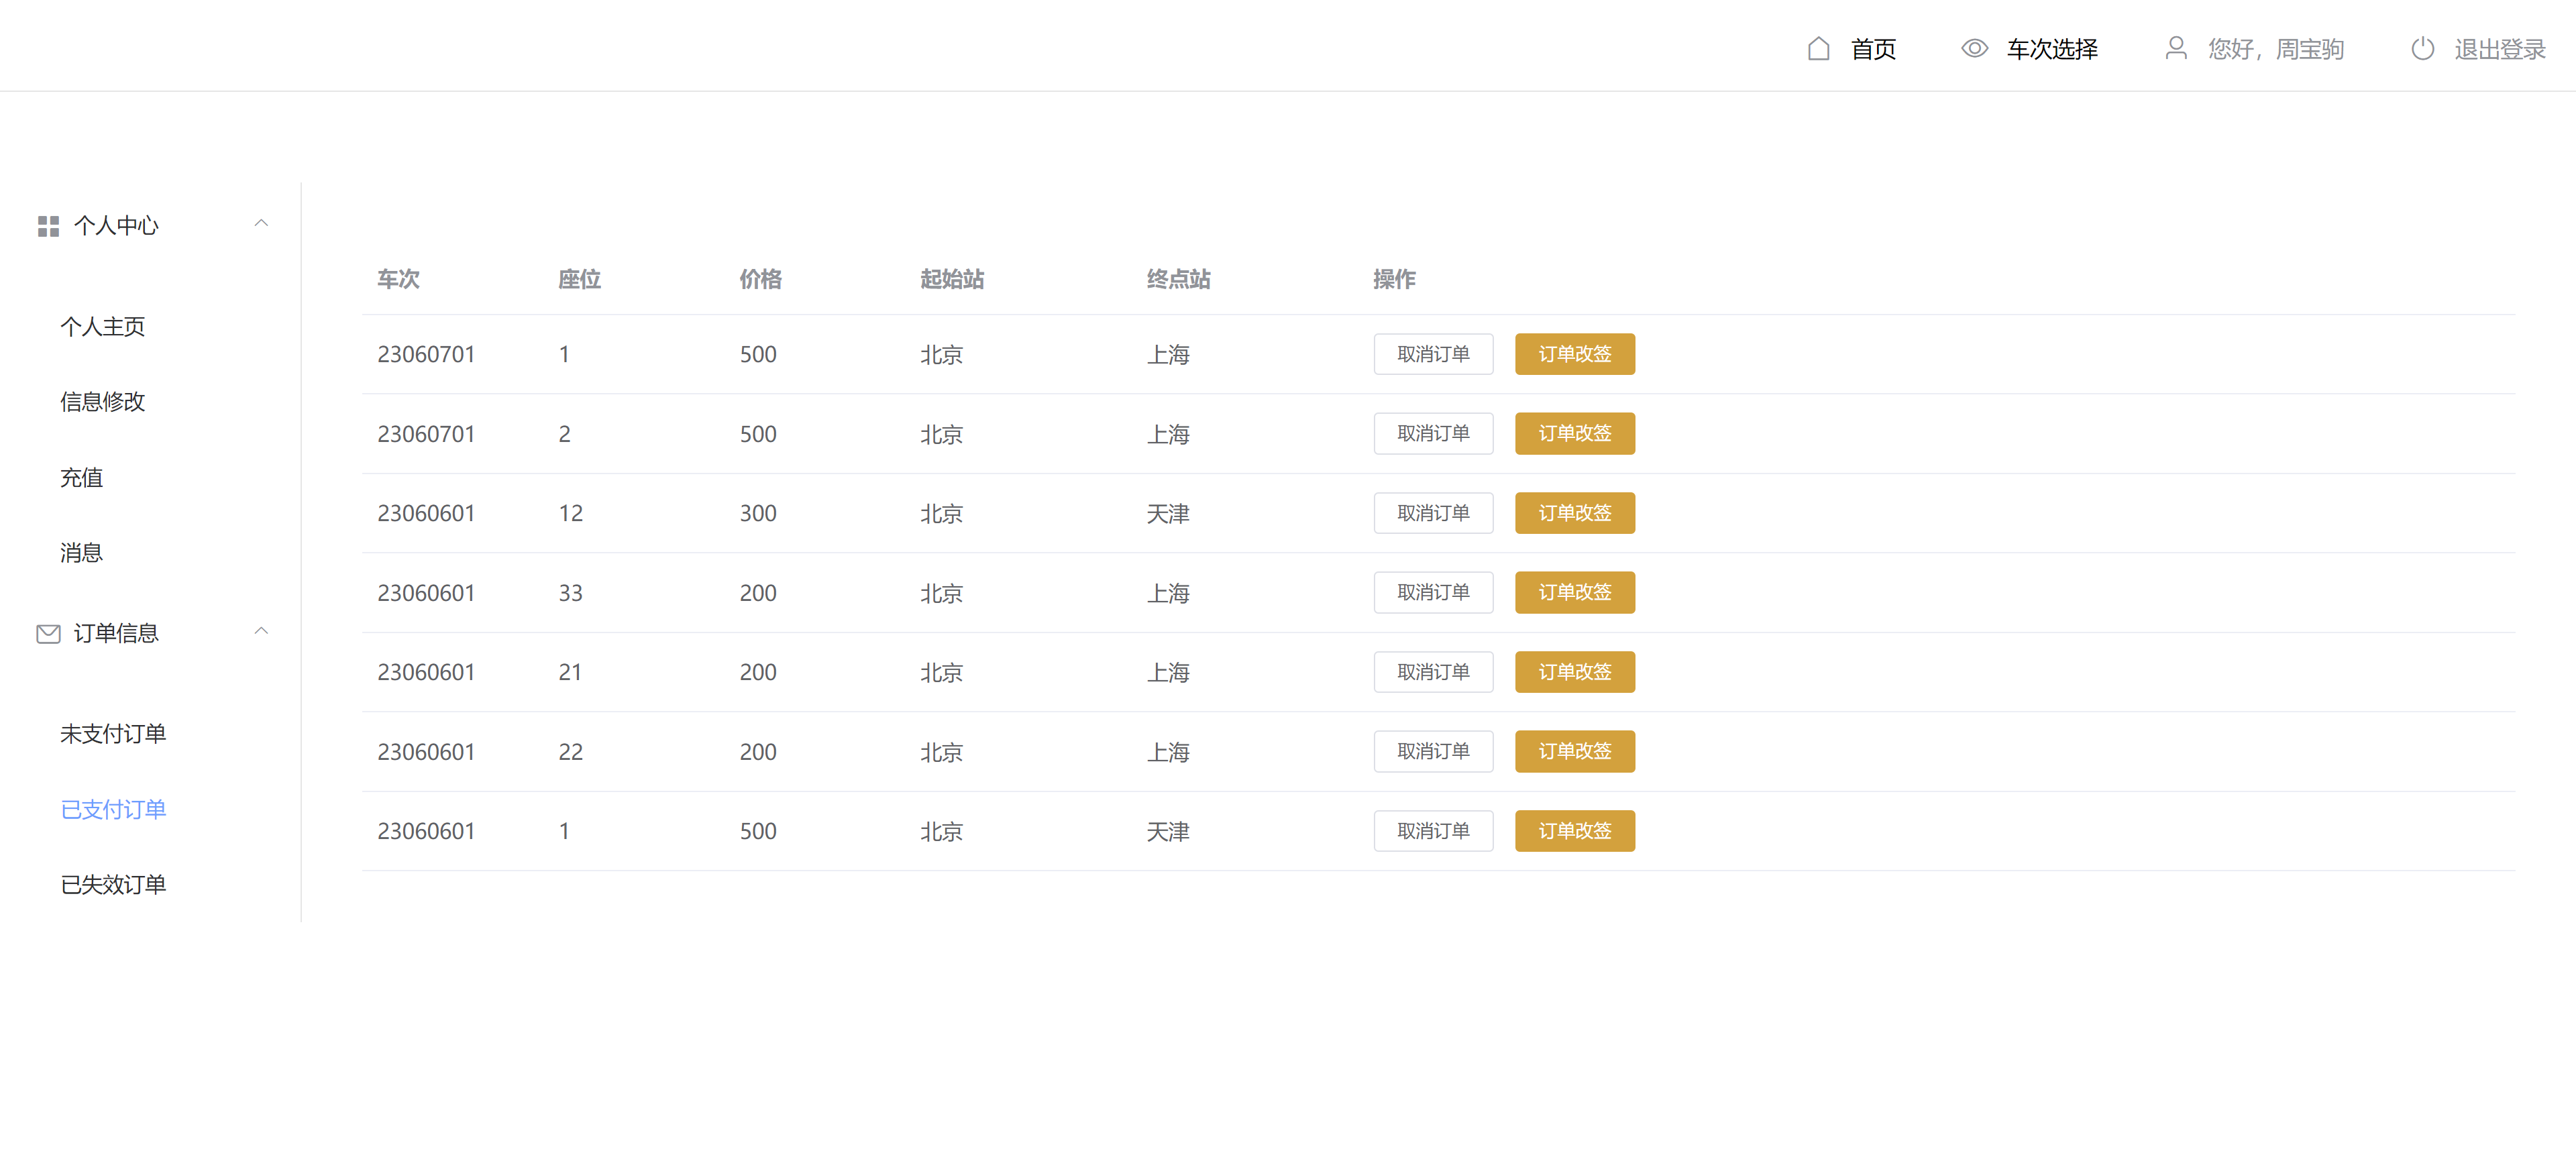 首页 车次选择 您好，周宝驹 退出登录
个人中心
个人主页
信息修改
充值
消息
订单信息
未支付订单
已支付订单
已失效订单
车次 座位 价格 起始站 终点站 操作
23060701 1 500 北京 上海 取消订单 订单改签
23060701 2 500 北京 上海 取消订单 订单改签
23060601 12 300 北京 天津 取消订单 订单改签
23060601 33 200 北京 上海 取消订单 订单改签
23060601 21 200 北京 上海 取消订单 订单改签
23060601 22 200 北京 上海 取消订单 订单改签
23060601 1 500 北京 天津 取消订单 订单改签